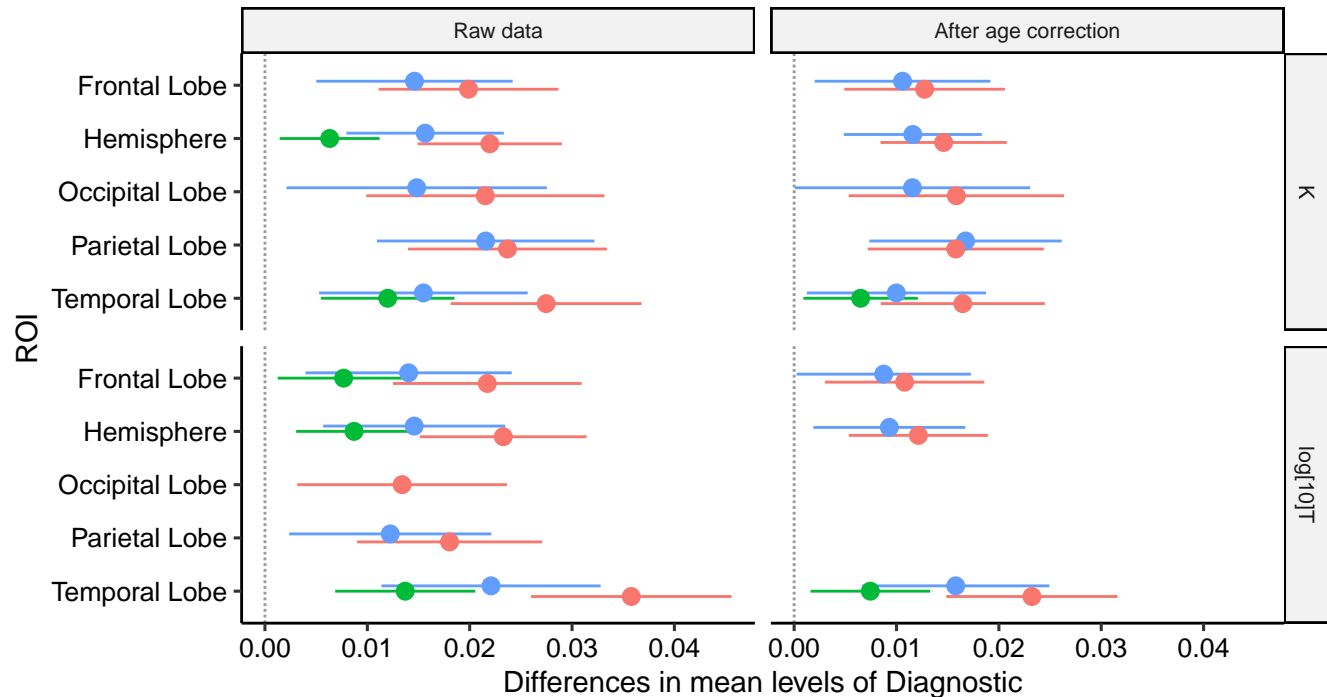 Raw data
After age correction
Frontal Lobe
Hemisphere
Occipital Lobe
Parietal Lobe
Temporal Lobe
K
ROI
Frontal Lobe
Hemisphere
Occipital Lobe
Parietal Lobe
Temporal Lobe
log[10]T
0.00 0.01 0.02 0.03 0.04 0.00 0.01 0.02 0.03 0.04
Differences in mean levels of Diagnostic